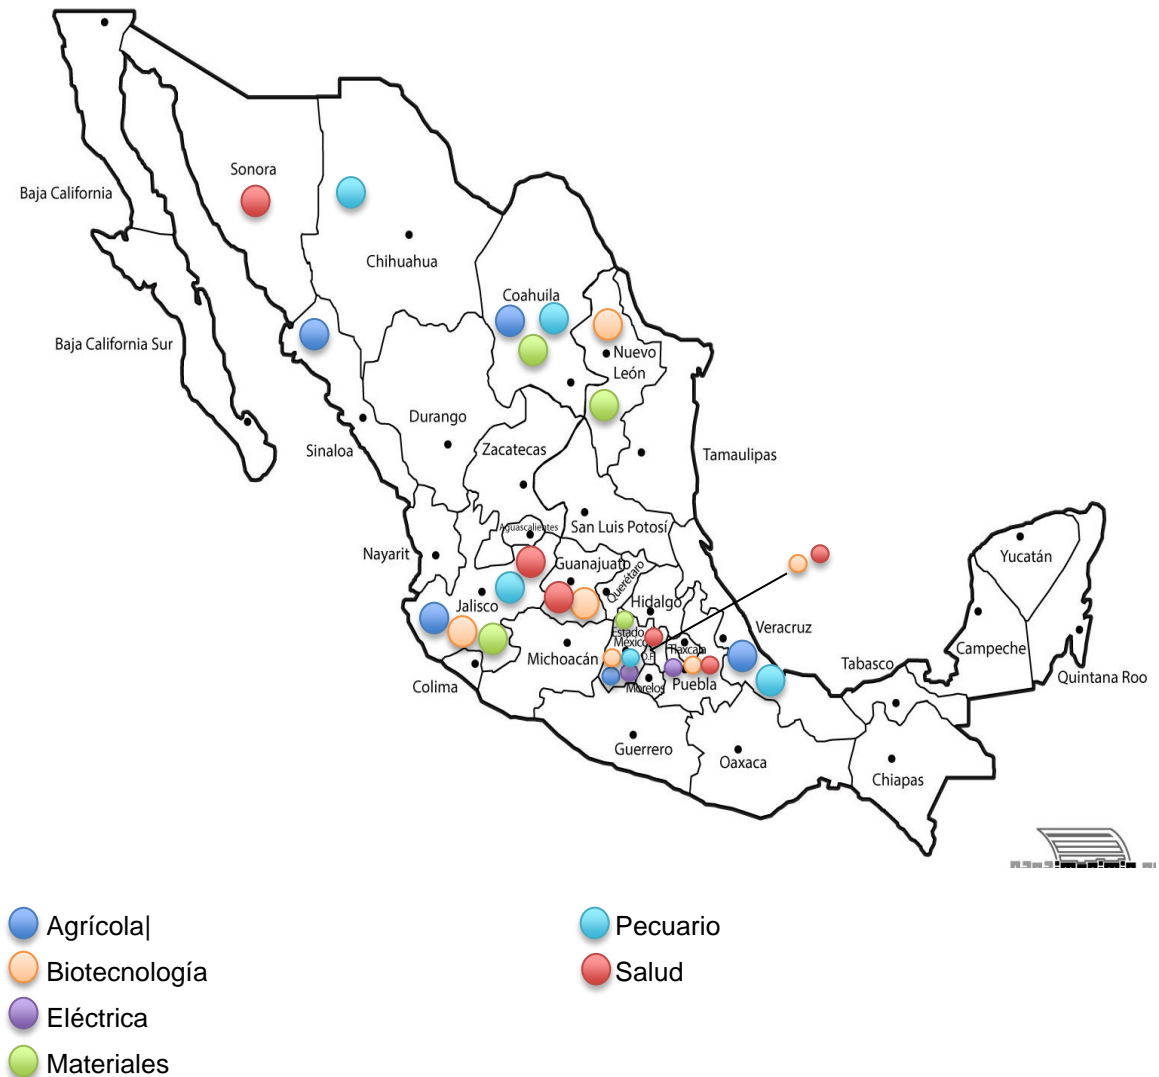 Sonora
Baja California
Chihuahua
Coahuila
Baja California Sur
Nuevo
León
Durango
Sinaloa
Zacatecas
Tamaulipas
Aguascalientes
San Luis Potosí
Nayarit
Guanajuato
Querétaro
Yucatán
Jalisco
Hidalgo
Estado
México
D.F.
Tlaxcala
Veracruz
Campeche
Michoacán
Tabasco
Quintana Roo
Colima
Morelos
Puebla
Guerrero
Oaxaca
Chiapas
Agrícola|
Pecuario
Biotecnología
Salud
Eléctrica
Materiales